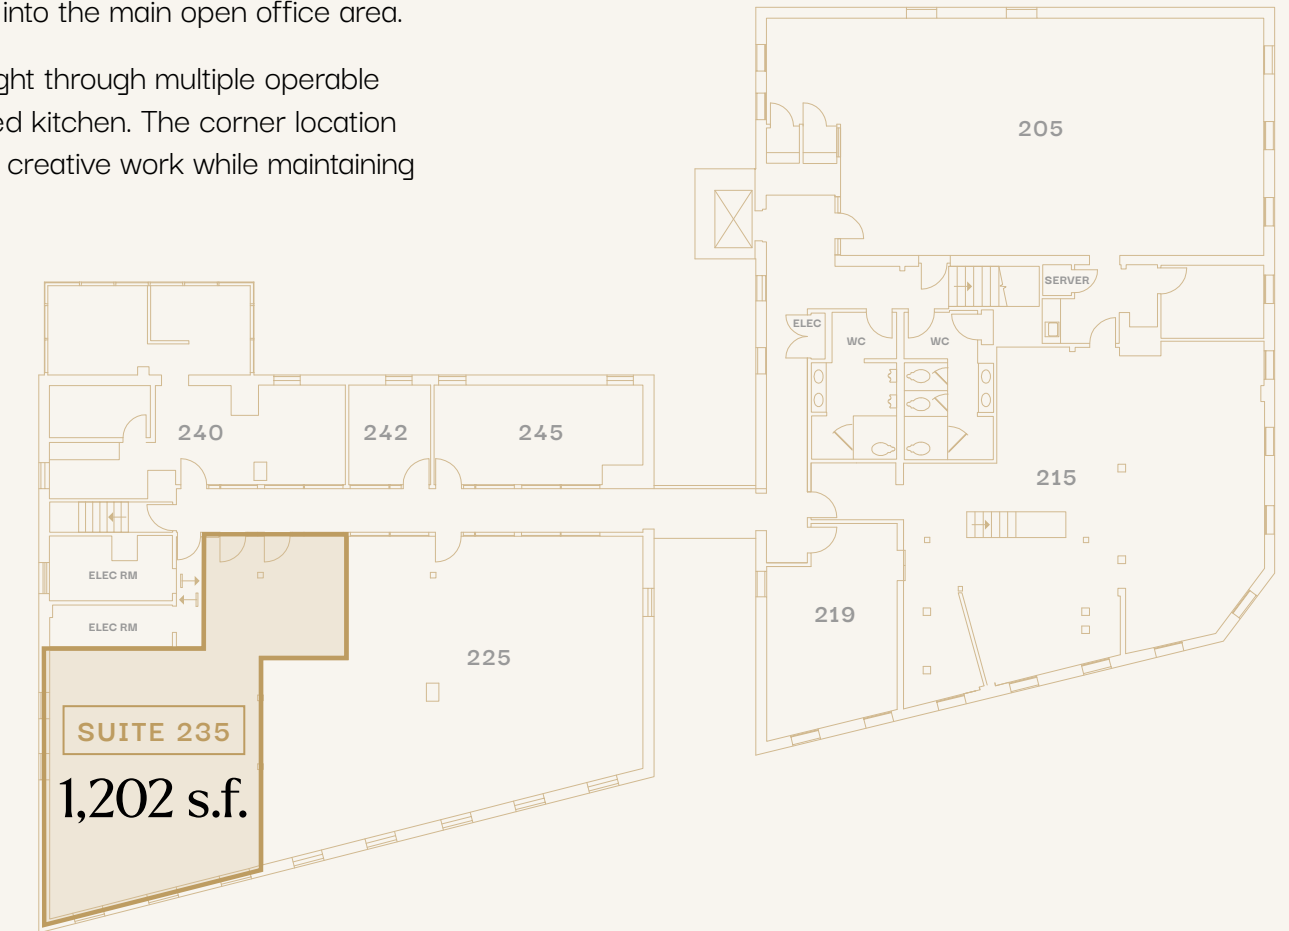 into the main open office area.
ght through multiple operable
ed kitchen. The corner location
creative work while maintaining
205
SERVER
ELEC
WC
WC
240
242
245
215
ELEC RM
ELEC RM
219
225
SUITE 235
1,202 s.f.